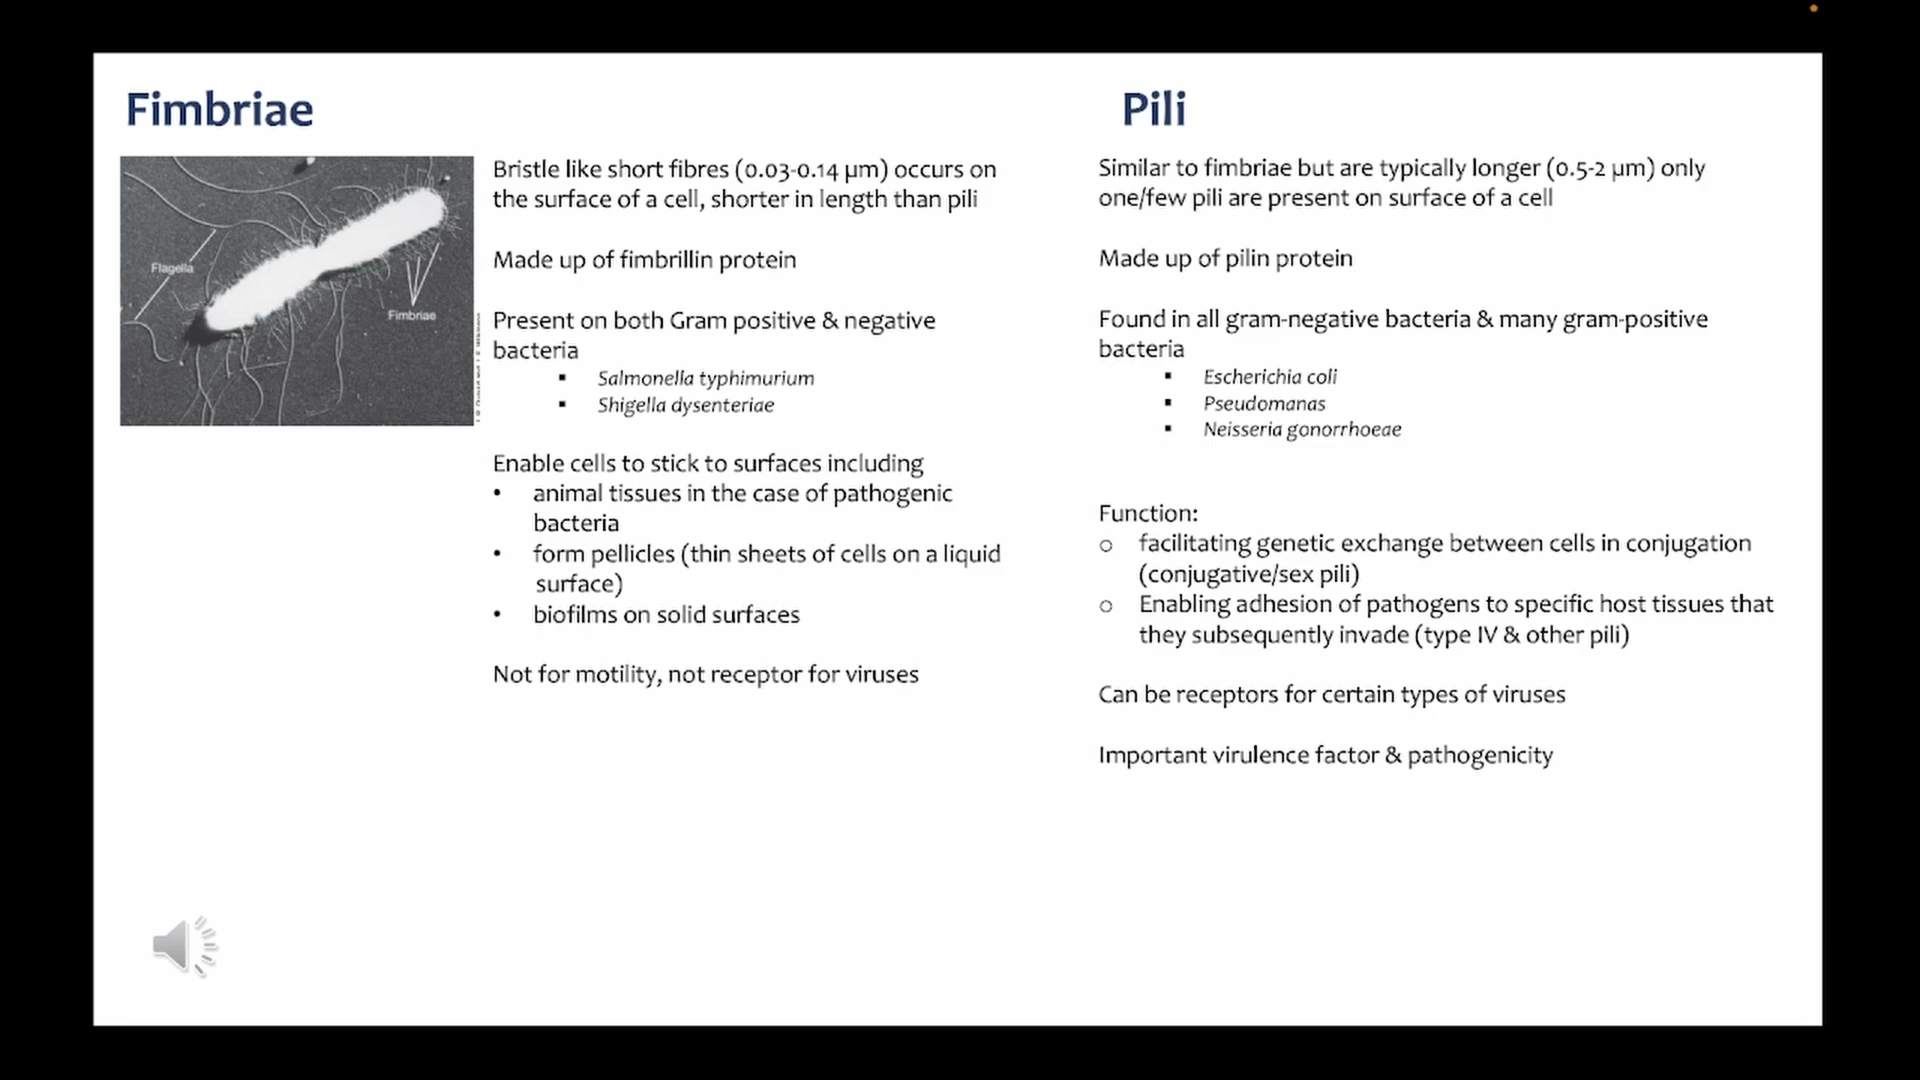 Fimbriae
Flagella
Fimbriae
Bristle like short fibres (0.03-0.14 µm) occurs on
the surface of a cell, shorter in length than pili
Made up of fimbrillin protein
Present on both Gram positive & negative
bacteria
▪ Salmonella typhimurium
▪ Shigella dysenteriae
Enable cells to stick to surfaces including
• animal tissues in the case of pathogenic
bacteria
• form pellicles (thin sheets of cells on a liquid
surface)
• biofilms on solid surfaces
Not for motility, not receptor for viruses
Pili
Similar to fimbriae but are typically longer (0.5-2 µm) only
one/few pili are present on surface of a cell
Made up of pilin protein
Found in all gram-negative bacteria & many gram-positive
bacteria
▪ Escherichia coli
▪ Pseudomanas
▪ Neisseria gonorrhoeae
Function:
o facilitating genetic exchange between cells in conjugation
(conjugative/sex pili)
o Enabling adhesion of pathogens to specific host tissues that
they subsequently invade (type IV & other pili)
Can be receptors for certain types of viruses
Important virulence factor & pathogenicity